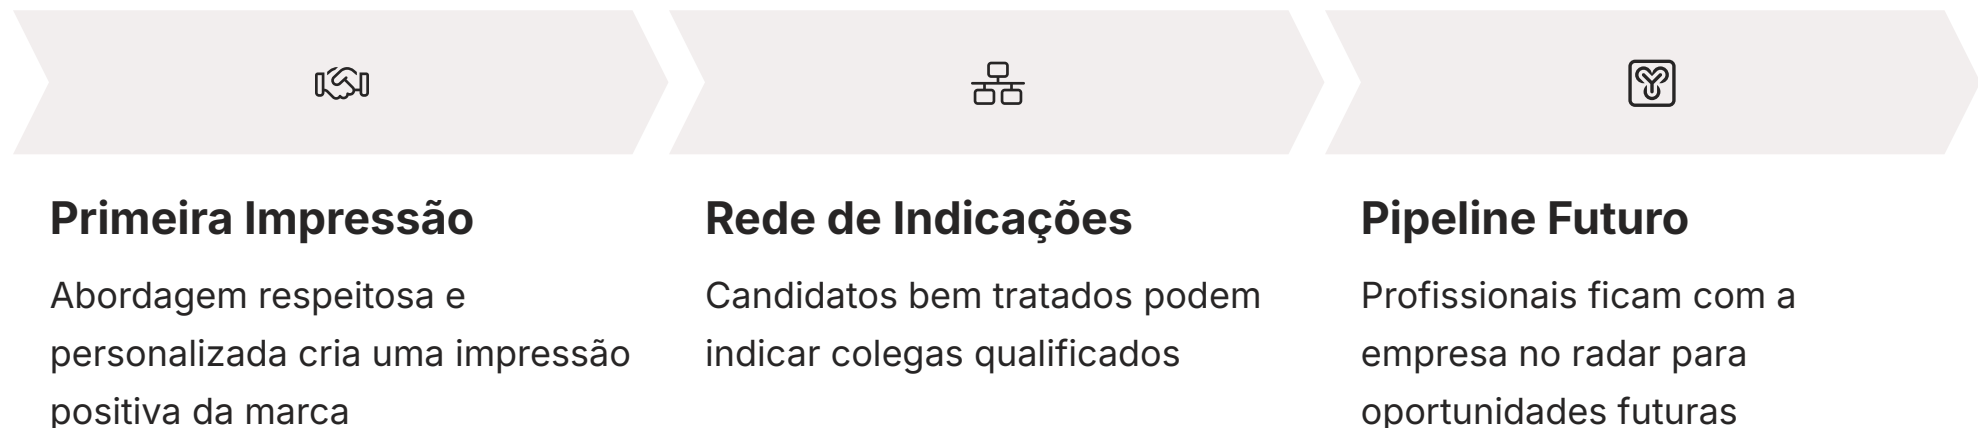 Primeira Impressão
Abordagem respeitosa e
personalizada cria uma impressão
positiva da marca
Rede de Indicações
Candidatos bem tratados podem
indicar colegas qualificados
Pipeline Futuro
Profissionais ficam com a
empresa no radar para
oportunidades futuras